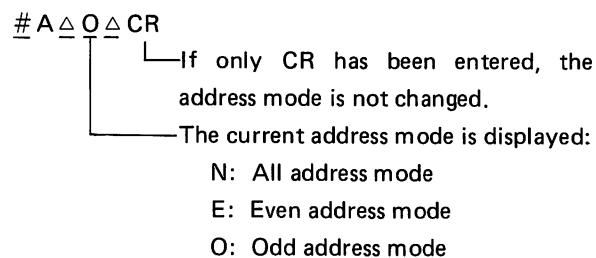 # A △ O △ CR
If only CR has been entered, the
address mode is not changed.
The current address mode is displayed:
N: All address mode
E: Even address mode
O: Odd address mode